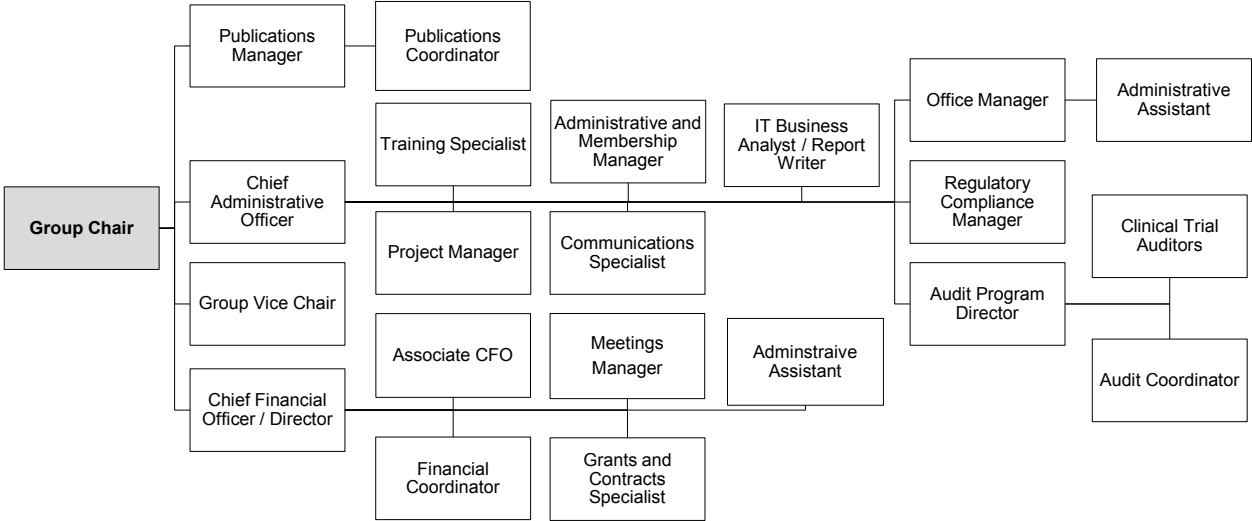 Publications
Manager
Publications
Coordinator
Office Manager
Administrative
Assistant
Training Specialist
Administrative and
Membership
Manager
IT Business
Analyst / Report
Writer
Group Chair
Chief
Administrative
Officer
Regulatory
Compliance
Manager
Clinical Trial
Auditors
Project Manager
Communications
Specialist
Group Vice Chair
Audit Program
Director
Associate CFO
Meetings
Manager
Adminstraive
Assistant
Audit Coordinator
Chief Financial
Officer / Director
Financial
Coordinator
Grants and
Contracts
Specialist